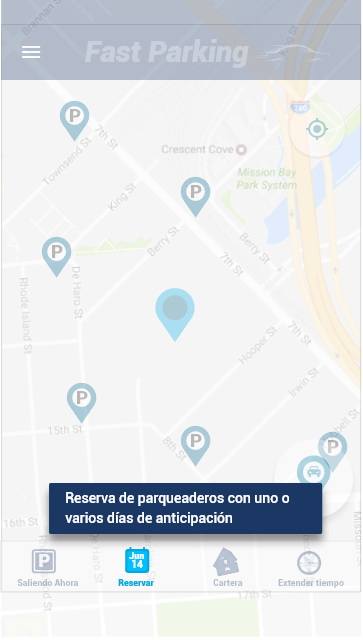 Brannan St
Fast Parking
P
7th St
280
Crescent Cove
Townsend St
Mission Bay
Park System
P
King St
Berry St
Berry St
P
7th St
De Haro St
Rhode Island St
7th St
Hooper St
Irwin St
P
15th St
8th St
P
P
Reserva de parqueaderos con uno o
varios días de anticipación
16th St
P
Jun
14
Saliendo Ahora
Reservar
Cartera
Extender tiempo
17th St